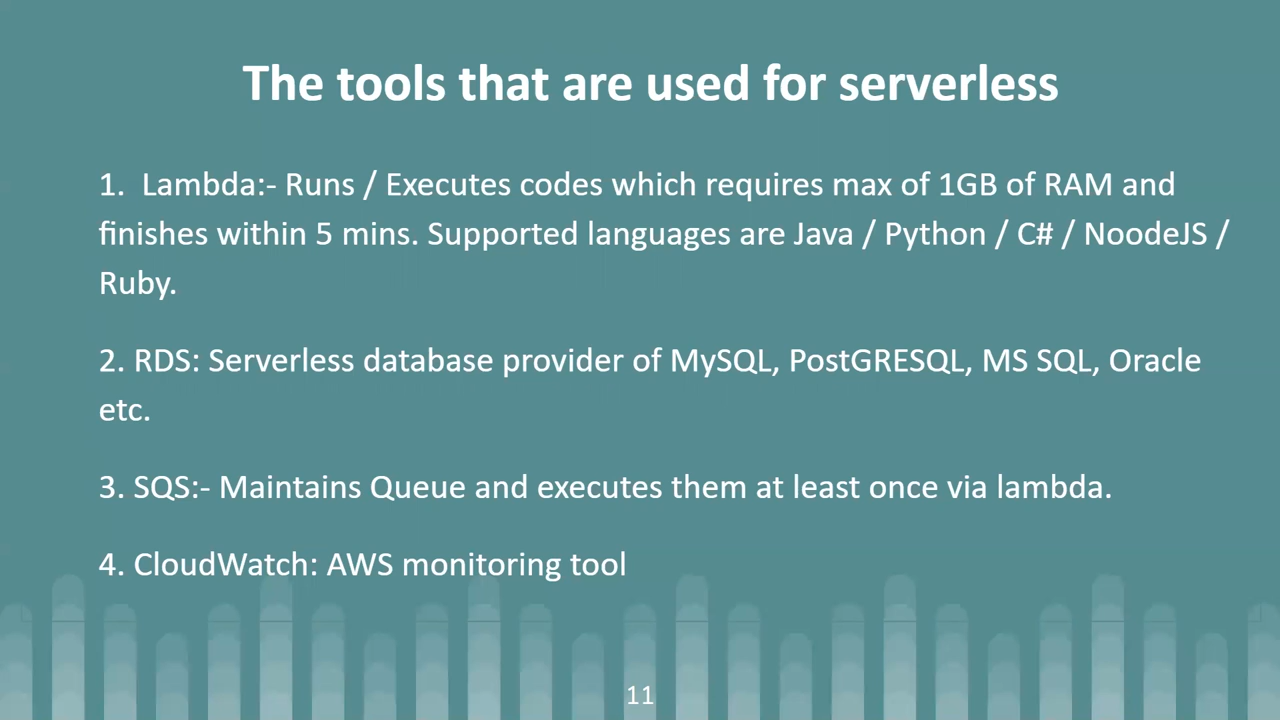 The tools that are used for serverless
1. Lambda:- Runs / Executes codes which requires max of 1GB of RAM and
finishes within 5 mins. Supported languages are Java / Python / C# / NoodeJS /
Ruby.
2. RDS: Serverless database provider of MySQL, PostGRESQL, MS SQL, Oracle
etc.
3. SQS:- Maintains Queue and executes them at least once via lambda.
4. CloudWatch: AWS monitoring tool
11